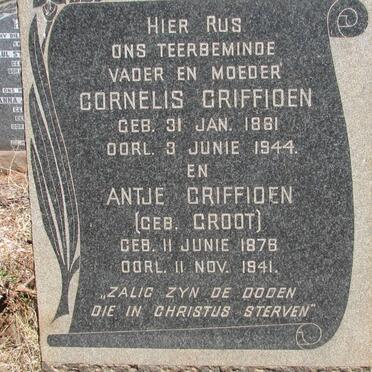 HIER RUS
ONS TEERBEMINDE
VADER EN MOEDER
CORNELIS GRIFFIOEN
GEB. 31 JAN. 1861
OORL. 3 JUNIE 1944.
EN
ANTJE GRIFFIOEN
(GEB. GROOT)
GEB. 11 JUNIE 1876
OORL. 11 NOV. 1941.
„ZALIG ZYN DE DODEN
DIE IN CHRISTUS STERVEN"